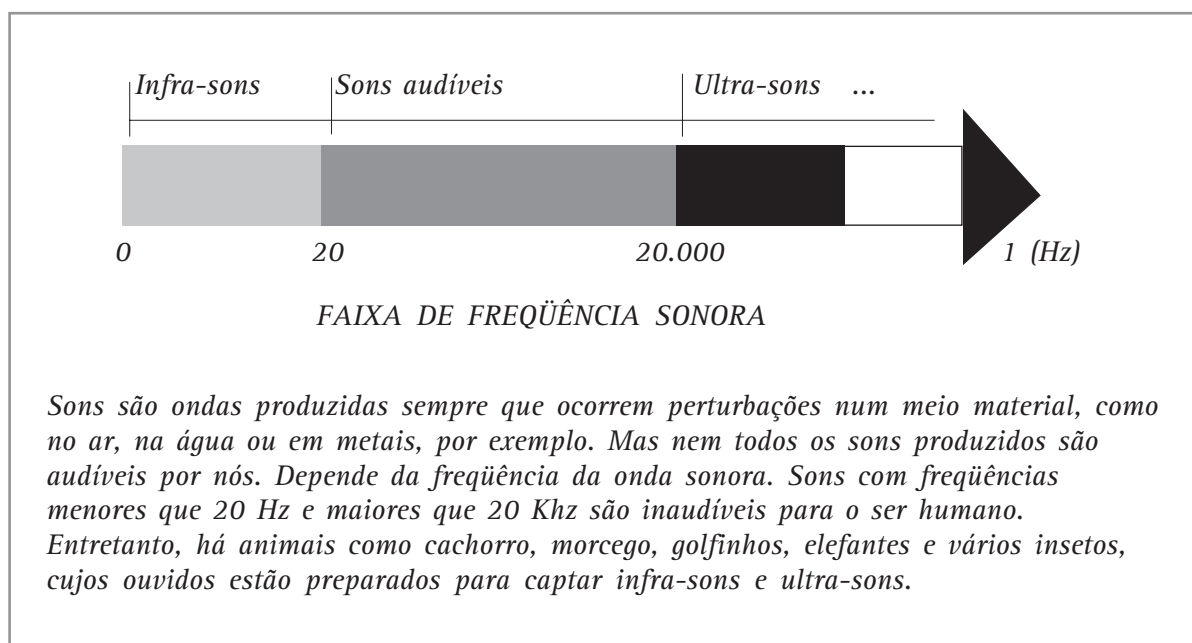 Infra-sons Sons audíveis Ultra-sons ...
0 20 20.000 1 (Hz)
FAIXA DE FREQÜÊNCIA SONORA
Sons são ondas produzidas sempre que ocorrem perturbações num meio material, como
no ar, na água ou em metais, por exemplo. Mas nem todos os sons produzidos são
audíveis por nós. Depende da freqüência da onda sonora. Sons com freqüências
menores que 20 Hz e maiores que 20 Khz são inaudíveis para o ser humano.
Entretanto, há animais como cachorro, morcego, golfinhos, elefantes e vários insetos,
cujos ouvidos estão preparados para captar infra-sons e ultra-sons.